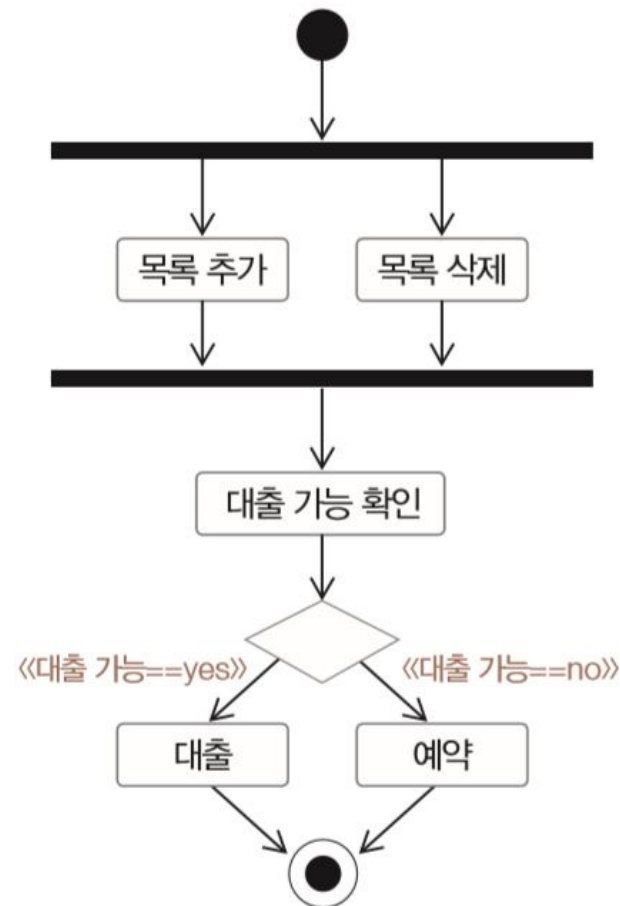 목록 추가
목록 삭제
대출 가능 확인
《대출 가능==yes》
《대출 가능==no》
대출
예약